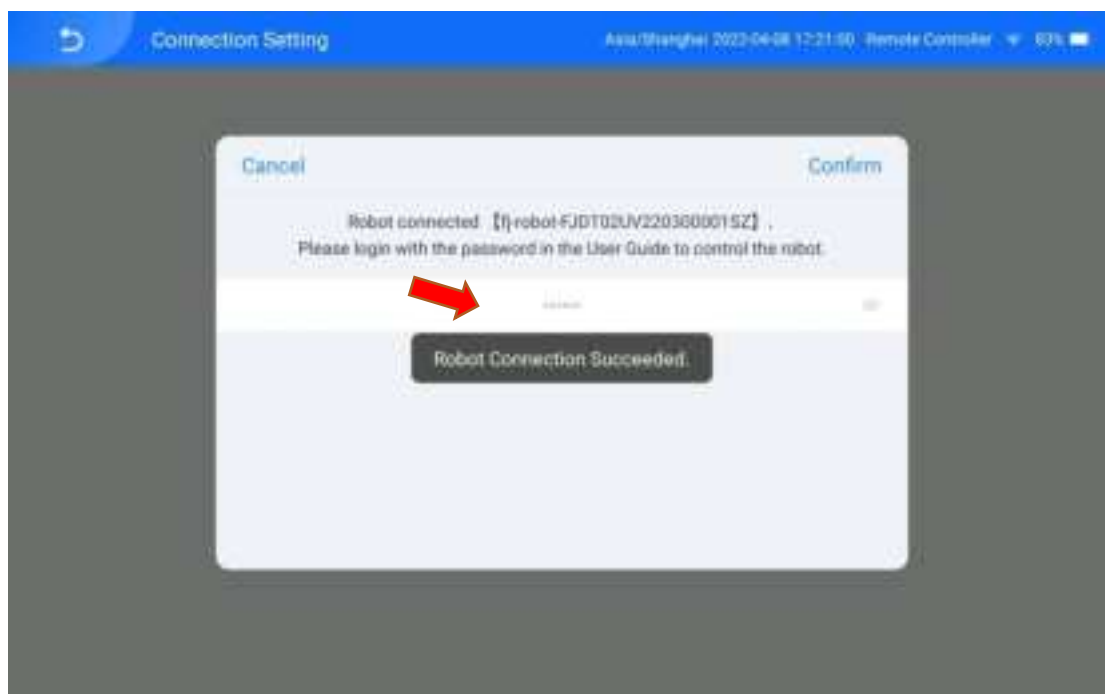 Connection Setting
Asia/Shanghai 2022-04-08 17:21:00 Remote Controller 83%
Cancel
Confirm
Robot connected 【fj-robot-FJDT02UV220300001SZ】 ,
Please login with the password in the User Guide to control the robot.
Robot Connection Succeeded.